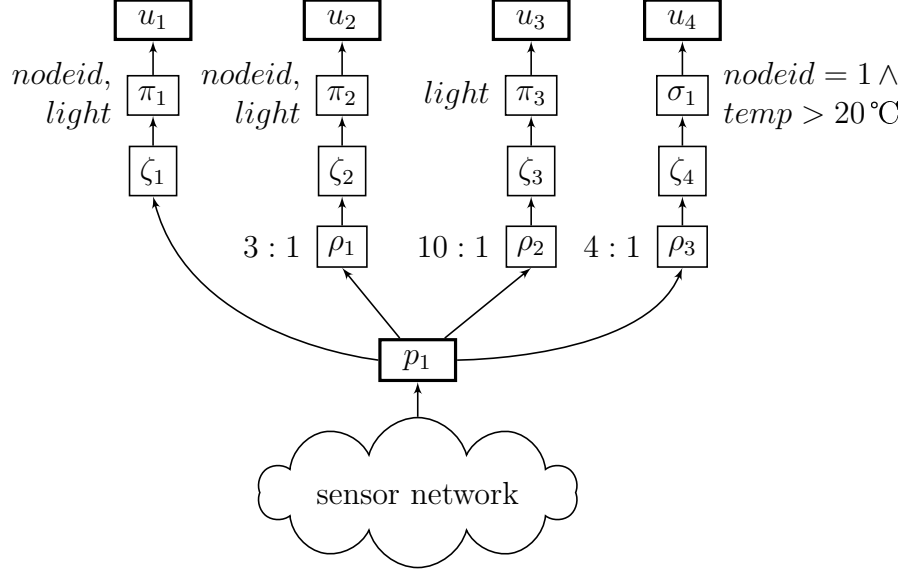 u₁ u₂ u₃ u₄
nodeid, light π₁ nodeid, light π₂ light π₃ σ₁ nodeid = 1 ∧ temp > 20 ℃
ζ₁ ζ₂ ζ₃ ζ₄
3 : 1 ρ₁ 10 : 1 ρ₂ 4 : 1 ρ₃
p₁
sensor network